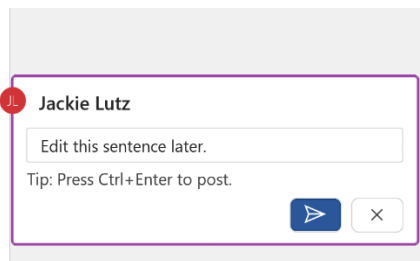 JL
Jackie Lutz
Edit this sentence later.
Tip: Press Ctrl+Enter to post.